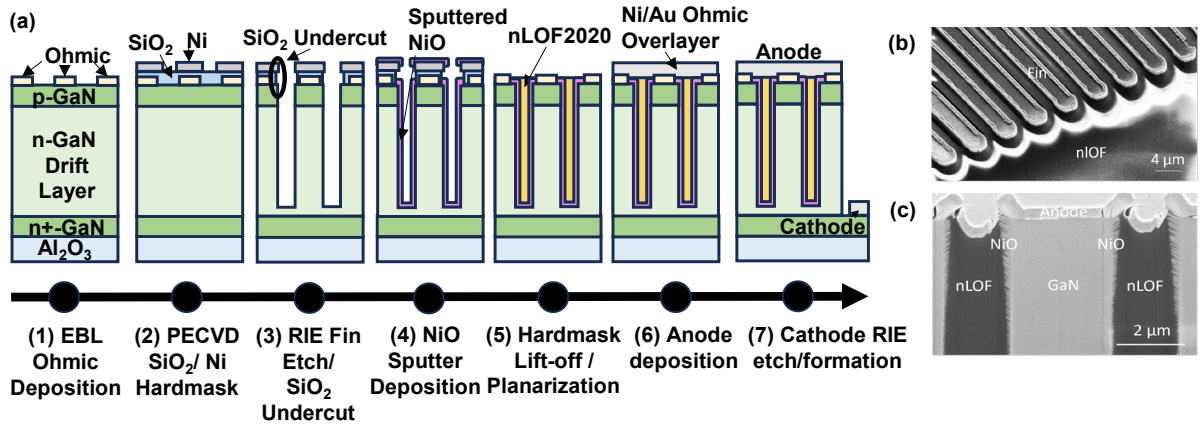 (a)
Ohmic
SiO2
Ni
SiO2 Undercut
Sputtered
NiO
nLOF2020
Ni/Au Ohmic
Overlayer
Anode
p-GaN
n-GaN
Drift
Layer
n+-GaN
Al2O3
Cathode
(1) EBL
Ohmic
Deposition
(2) PECVD
SiO2/ Ni
Hardmask
(3) RIE Fin
Etch/
SiO2
Undercut
(4) NiO
Sputter
Deposition
(5) Hardmask
Lift-off /
Planarization
(6) Anode
deposition
(7) Cathode RIE
etch/formation
(b)
Fin
nlOF
4 μm
(c)
Anode
NiO
NiO
nLOF
GaN
nLOF
2 μm